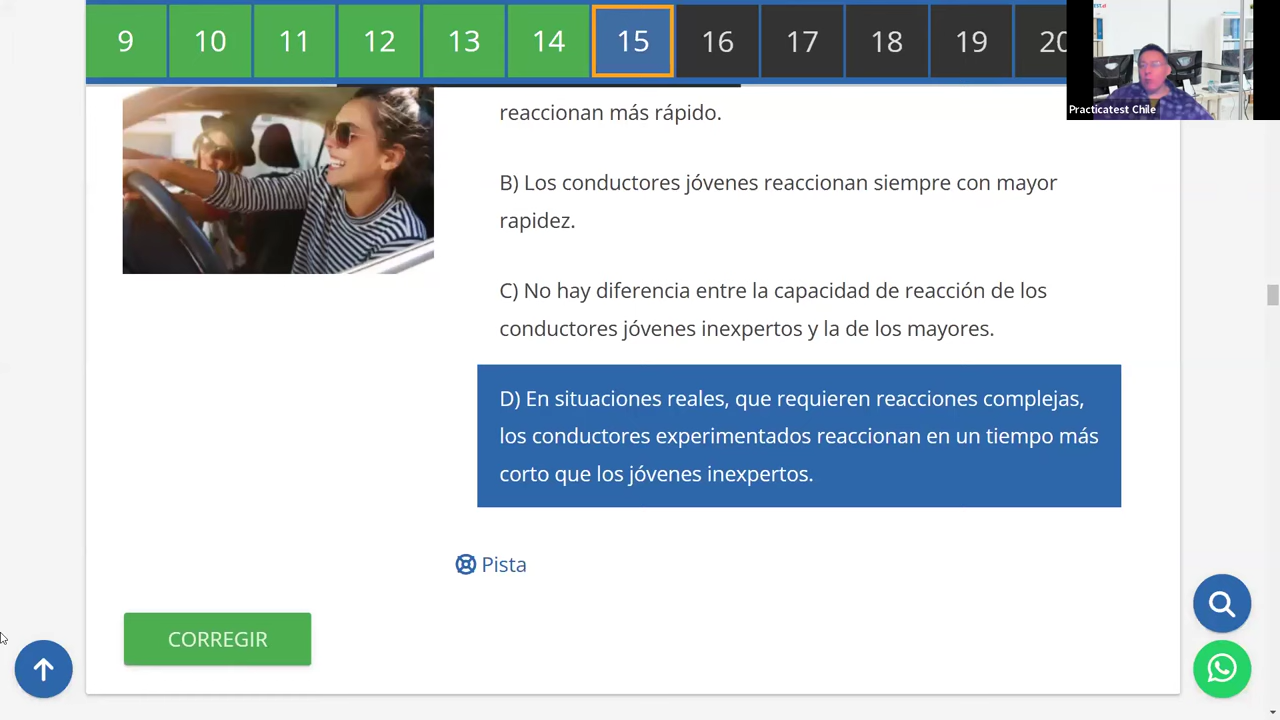 9 10 11 12 13 14 15 16 17 18 19 20
Practicatest Chile
reaccionan más rápido.
B) Los conductores jóvenes reaccionan siempre con mayor
rapidez.
C) No hay diferencia entre la capacidad de reacción de los
conductores jóvenes inexpertos y la de los mayores.
D) En situaciones reales, que requieren reacciones complejas,
los conductores experimentados reaccionan en un tiempo más
corto que los jóvenes inexpertos.
Pista
CORREGIR